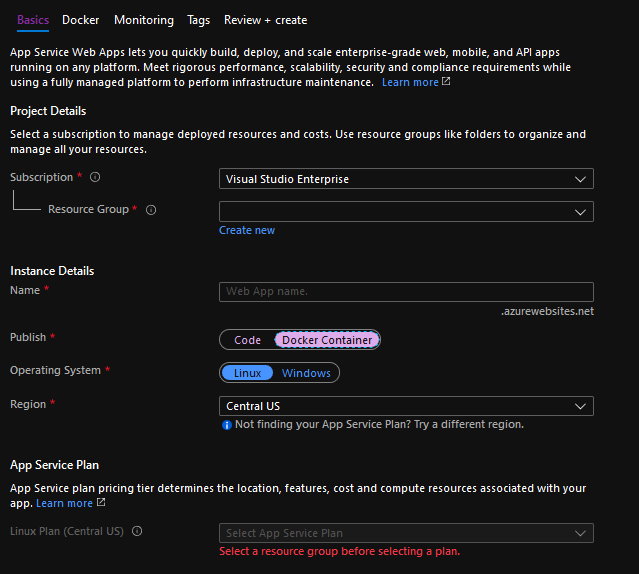 Basics Docker Monitoring Tags Review + create
App Service Web Apps lets you quickly build, deploy, and scale enterprise-grade web, mobile, and API apps
running on any platform. Meet rigorous performance, scalability, security and compliance requirements while
using a fully managed platform to perform infrastructure maintenance. Learn more
Project Details
Select a subscription to manage deployed resources and costs. Use resource groups like folders to organize and
manage all your resources.
Subscription * Visual Studio Enterprise
Resource Group *
Create new
Instance Details
Name * Web App name.
.azurewebsites.net
Publish * Code Docker Container
Operating System * Linux Windows
Region * Central US
Not finding your App Service Plan? Try a different region.
App Service Plan
App Service plan pricing tier determines the location, features, cost and compute resources associated with your
app. Learn more
Linux Plan (Central US) Select App Service Plan
Select a resource group before selecting a plan.